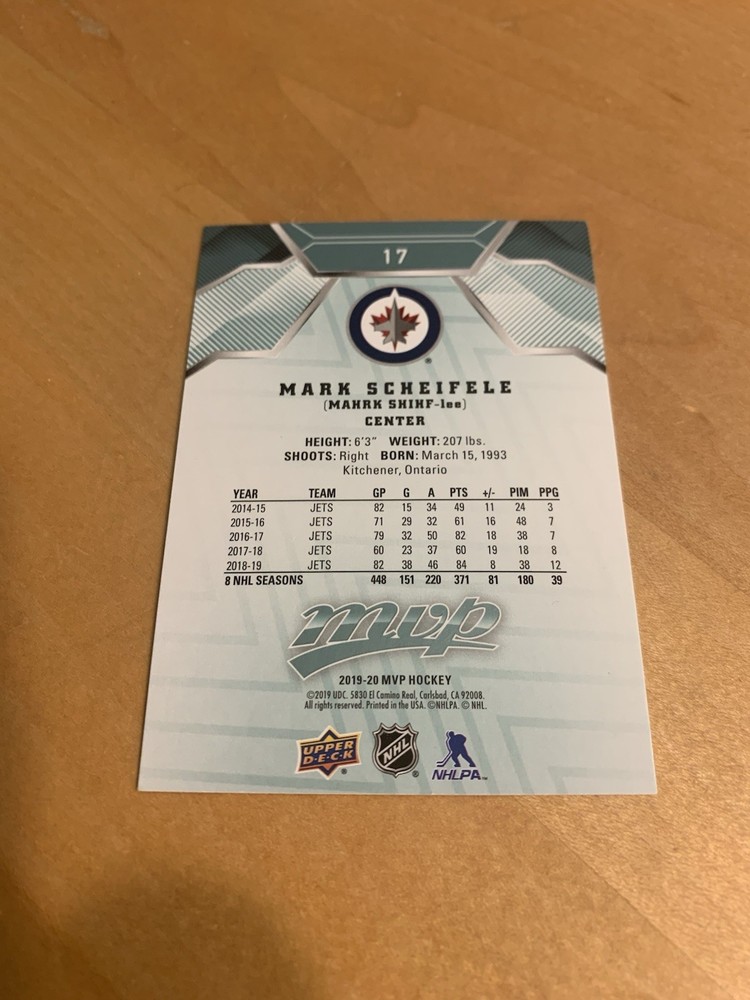 17
MARK SCHEIFELE
(MAHRK SHIHF-lee)
CENTER
HEIGHT: 6'3" WEIGHT: 207 lbs.
SHOOTS: Right BORN: March 15, 1993
Kitchener, Ontario
YEAR TEAM GP G A PTS +/- PIM PPG
2014-15 JETS 82 15 34 49 11 24 3
2015-16 JETS 71 29 32 61 16 48 7
2016-17 JETS 79 32 50 82 18 38 7
2017-18 JETS 60 23 37 60 19 18 8
2018-19 JETS 82 38 46 84 8 38 12
8 NHL SEASONS 448 151 220 371 81 180 39
mvp
2019-20 MVP HOCKEY
©2019 UDC. 5830 El Camino Real, Carlsbad, CA 92008.
All rights reserved. Printed in the USA. ©NHLPA. © NHL.
UPPER DECK® NHL® NHLPA™